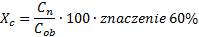 X_c = C_n / C_ob · 100 · znaczenie 60%